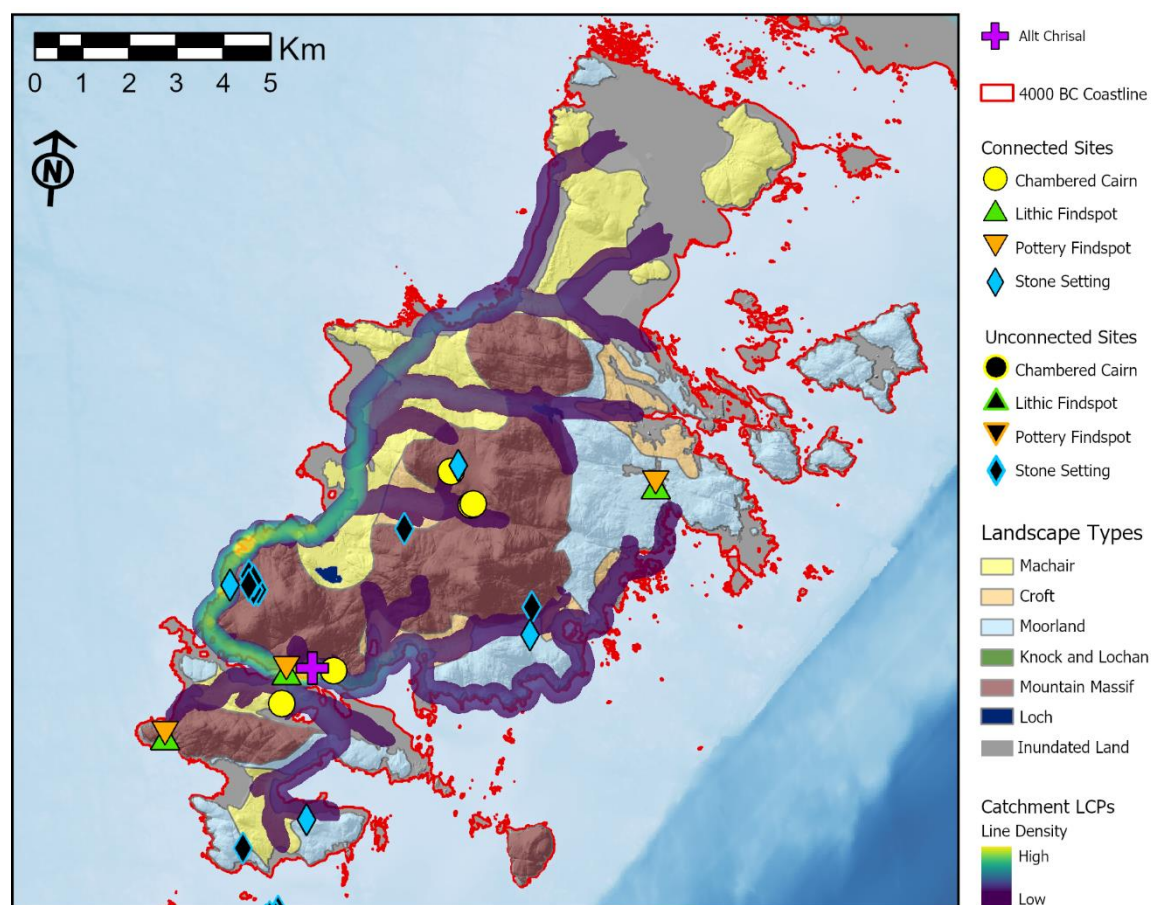 Km
0 1 2 3 4 5
N
Allt Chrisal
4000 BC Coastline
Connected Sites
Chambered Cairn
Lithic Findspot
Pottery Findspot
Stone Setting
Unconnected Sites
Chambered Cairn
Lithic Findspot
Pottery Findspot
Stone Setting
Landscape Types
Machair
Croft
Moorland
Knock and Lochan
Mountain Massif
Loch
Inundated Land
Catchment LCPs
Line Density
High
Low